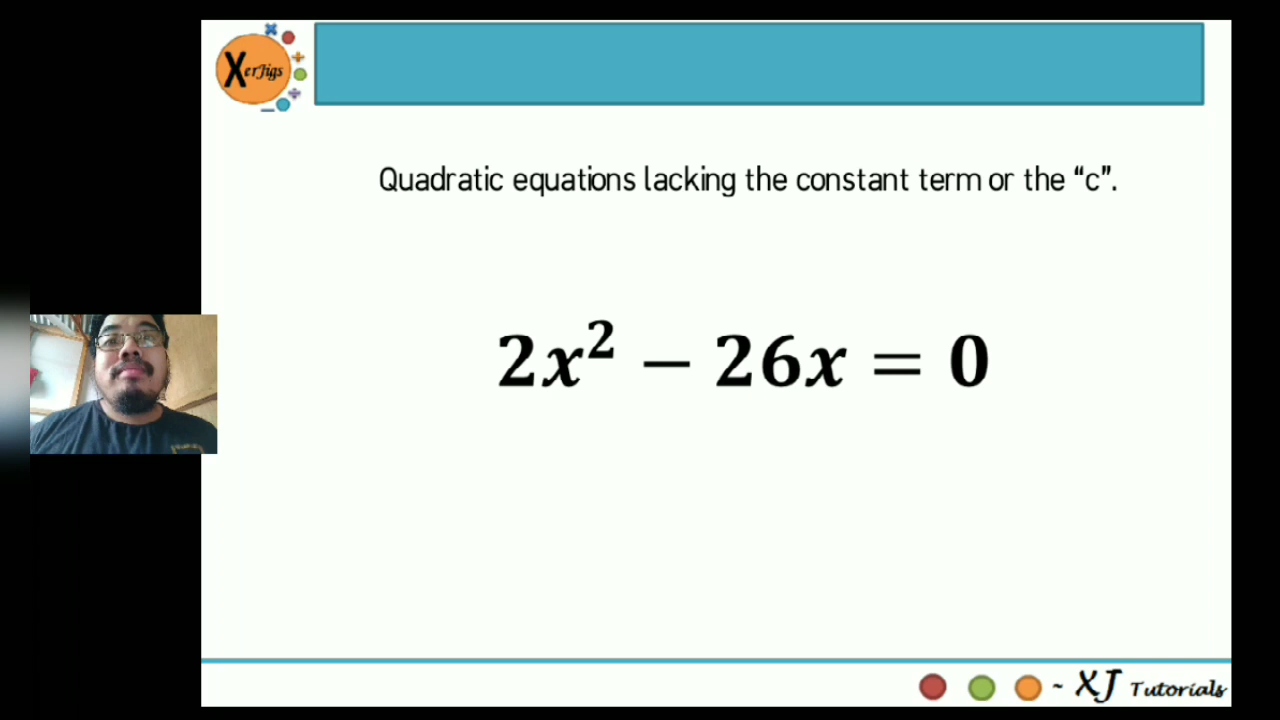 XerJigs
Quadratic equations lacking the constant term or the “c”.
2x² − 26x = 0
~ XJ Tutorials